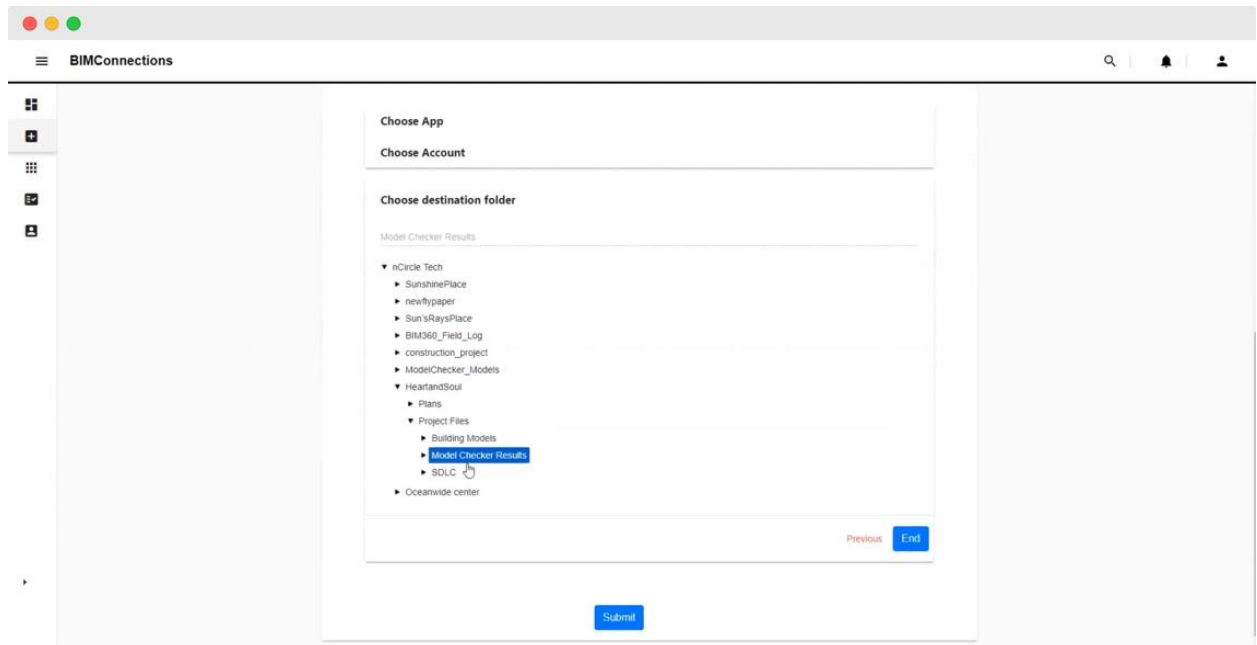 BIMConnections
Choose App
Choose Account
Choose destination folder
Model Checker Results
nCircle Tech
SunshinePlace
newflypaper
Sun'sRaysPlace
BIM360_Field_Log
construction_project
ModelChecker_Models
HeartandSoul
Plans
Project Files
Building Models
Model Checker Results
SDLC
Oceanwide center
Previous End
Submit